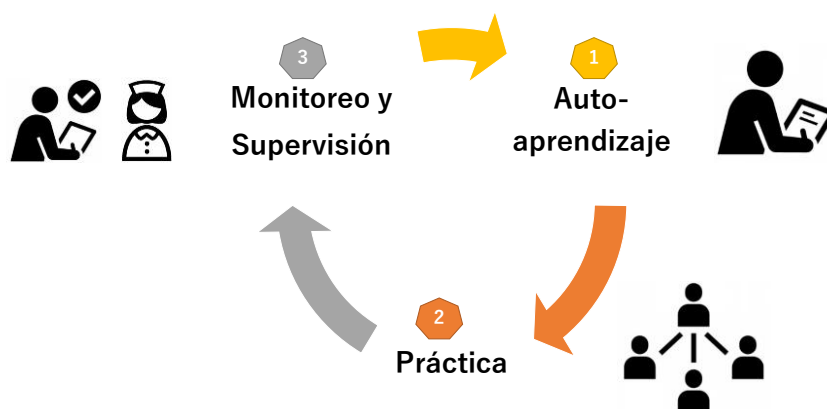 1
Auto-
aprendizaje
2
Práctica
3
Monitoreo y
Supervisión